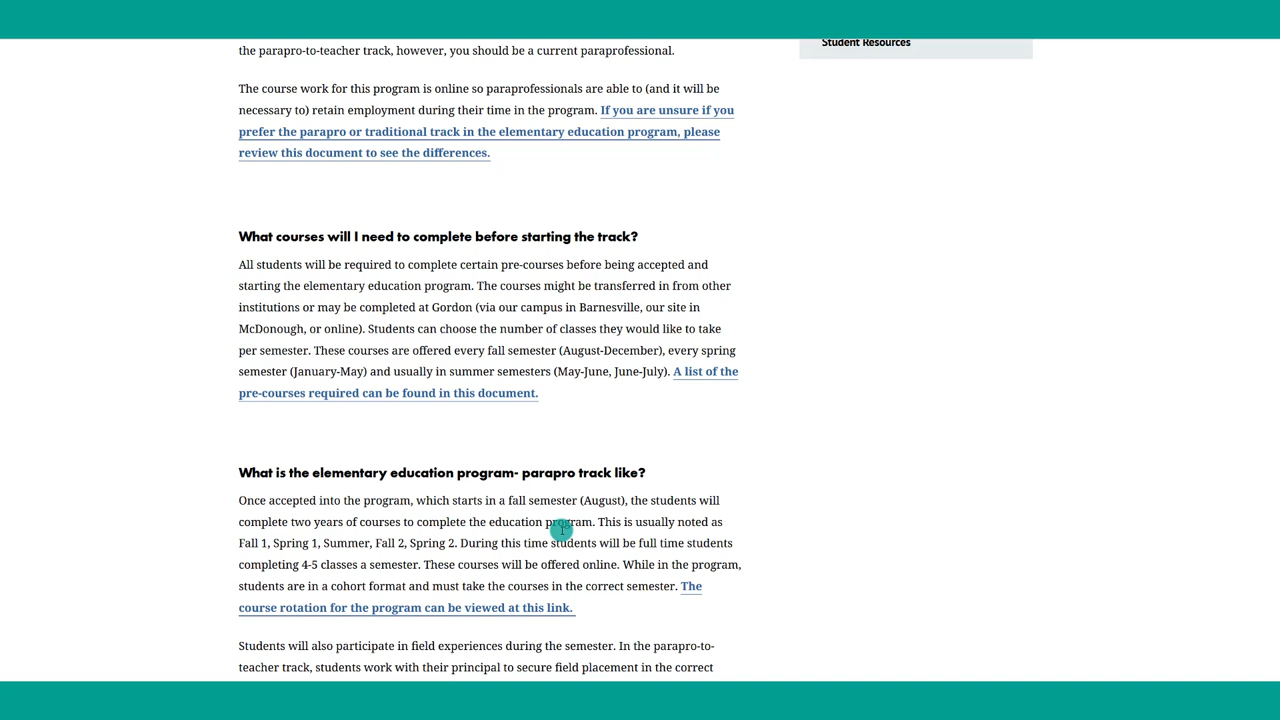 Student Resources
the parapro-to-teacher track, however, you should be a current paraprofessional.
The course work for this program is online so paraprofessionals are able to (and it will be
necessary to) retain employment during their time in the program. If you are unsure if you
prefer the parapro or traditional track in the elementary education program, please
review this document to see the differences.
What courses will I need to complete before starting the track?
All students will be required to complete certain pre-courses before being accepted and
starting the elementary education program. The courses might be transferred in from other
institutions or may be completed at Gordon (via our campus in Barnesville, our site in
McDonough, or online). Students can choose the number of classes they would like to take
per semester. These courses are offered every fall semester (August-December), every spring
semester (January-May) and usually in summer semesters (May-June, June-July). A list of the
pre-courses required can be found in this document.
What is the elementary education program- parapro track like?
Once accepted into the program, which starts in a fall semester (August), the students will
complete two years of courses to complete the education program. This is usually noted as
Fall 1, Spring 1, Summer, Fall 2, Spring 2. During this time students will be full time students
completing 4-5 classes a semester. These courses will be offered online. While in the program,
students are in a cohort format and must take the courses in the correct semester. The
course rotation for the program can be viewed at this link.
Students will also participate in field experiences during the semester. In the parapro-to-
teacher track, students work with their principal to secure field placement in the correct